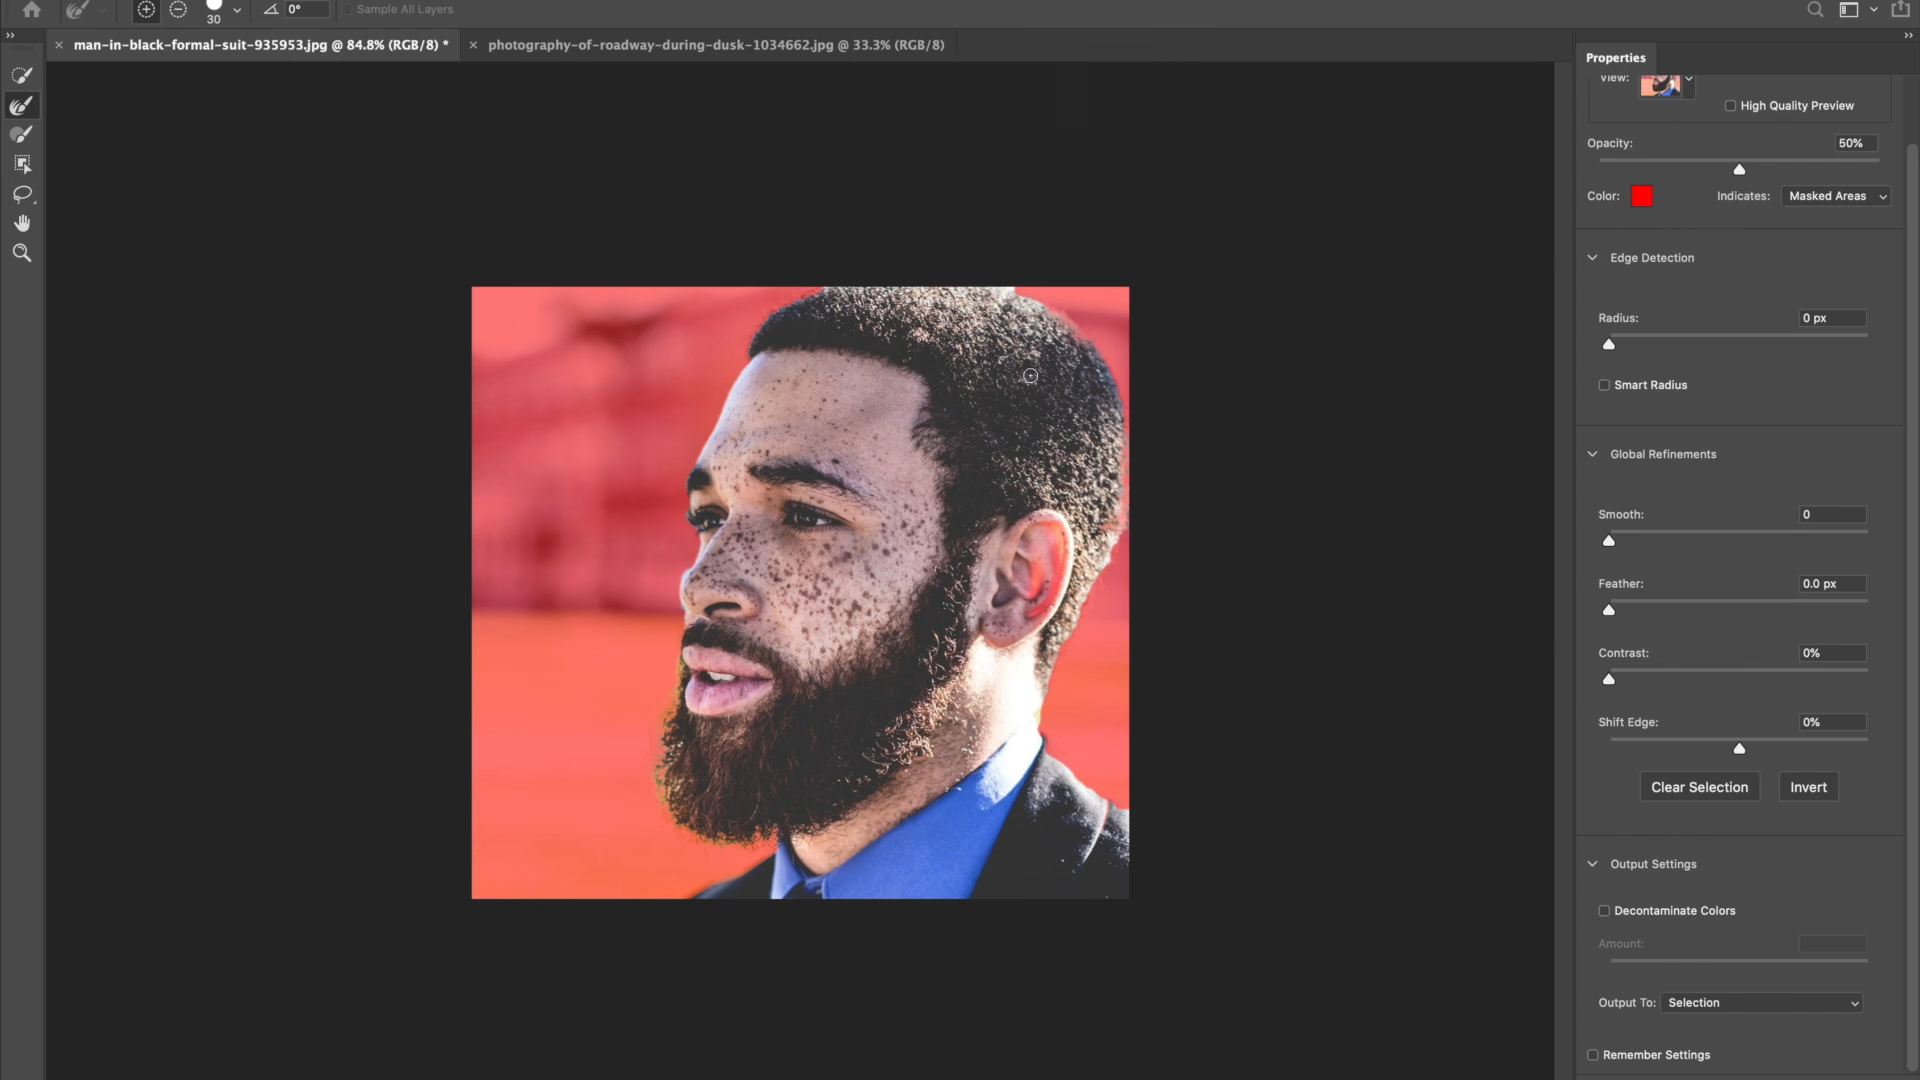 30
0°
Sample All Layers
man-in-black-formal-suit-935953.jpg @ 84.8% (RGB/8) *
photography-of-roadway-during-dusk-1034662.jpg @ 33.3% (RGB/8)
Properties
View:
High Quality Preview
Opacity:
50%
Color:
Indicates:
Masked Areas
Edge Detection
Radius:
0 px
Smart Radius
Global Refinements
Smooth:
0
Feather:
0.0 px
Contrast:
0%
Shift Edge:
0%
Clear Selection
Invert
Output Settings
Decontaminate Colors
Amount:
Output To:
Selection
Remember Settings